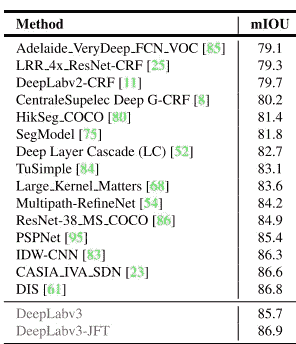 Method mIOU
Adelaide_VeryDeep_FCN_VOC [85] 79.1
LRR_4x_ResNet-CRF [25] 79.3
DeepLabv2-CRF [11] 79.7
CentraleSupelec Deep G-CRF [8] 80.2
HikSeg_COCO [80] 81.4
SegModel [75] 81.8
Deep Layer Cascade (LC) [52] 82.7
TuSimple [84] 83.1
Large_Kernel_Matters [68] 83.6
Multipath-RefineNet [54] 84.2
ResNet-38_MS_COCO [86] 84.9
PSPNet [95] 85.4
IDW-CNN [83] 86.3
CASIA_IVA_SDN [23] 86.6
DIS [61] 86.8
DeepLabv3 85.7
DeepLabv3-JFT 86.9